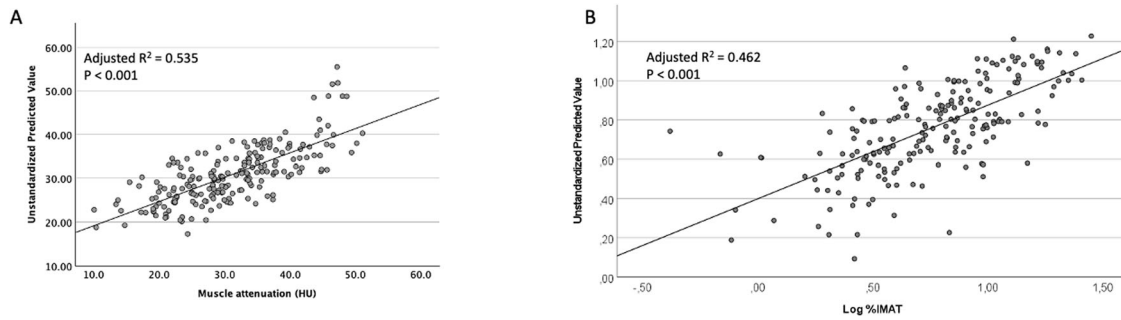 A
Adjusted R² = 0.535
P < 0.001
Unstandardized Predicted Value
60.00
50.00
40.00
30.00
20.00
10.00
10.0 20.0 30.0 40.0 50.0 60.0
Muscle attenuation (HU)
B
Adjusted R² = 0.462
P < 0.001
Unstandardized Predicted Value
1,20
1,00
,80
,60
,40
,20
,00
-,50 ,00 ,50 1,00 1,50
Log %IMAT